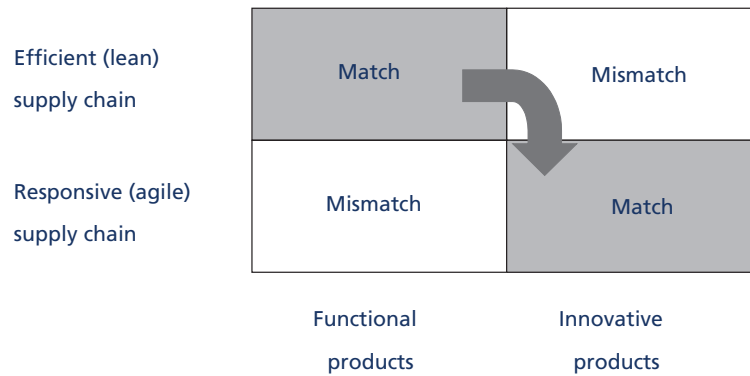 Efficient (lean)
supply chain
Match
Mismatch
Responsive (agile)
supply chain
Mismatch
Match
Functional
products
Innovative
products